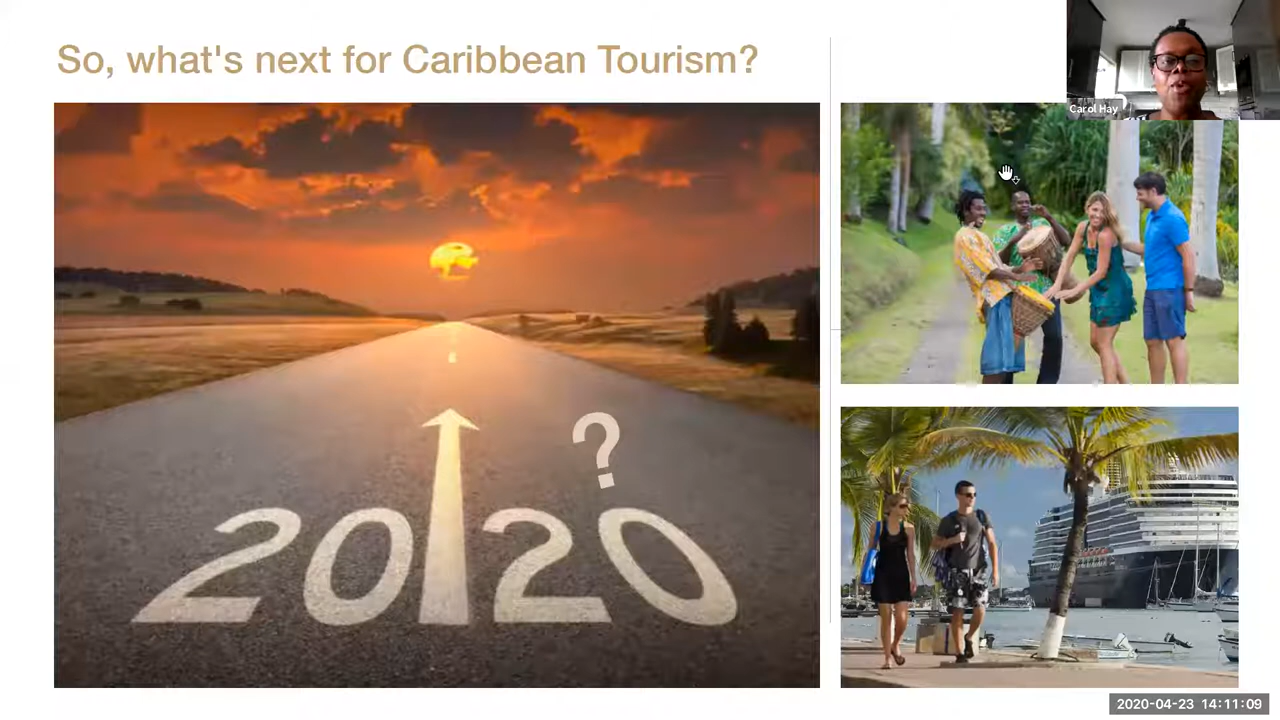 So, what's next for Caribbean Tourism?
Carol Hay
?
2020
2020-04-23 14:11:09